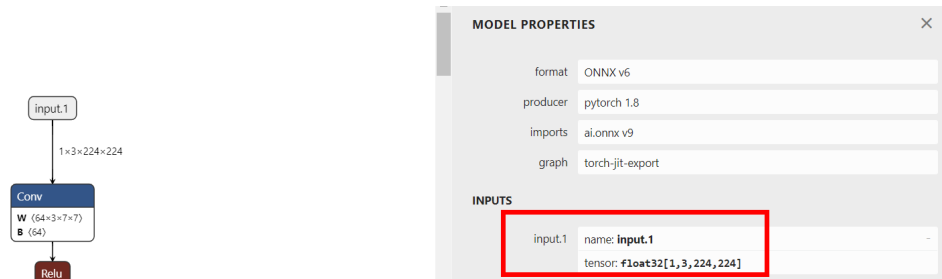 input.1
1×3×224×224
Conv
W ⟨64×3×7×7⟩
B ⟨64⟩
Relu
MODEL PROPERTIES
format ONNX v6
producer pytorch 1.8
imports ai.onnx v9
graph torch-jit-export
INPUTS
input.1 name: input.1
tensor: float32[1,3,224,224]